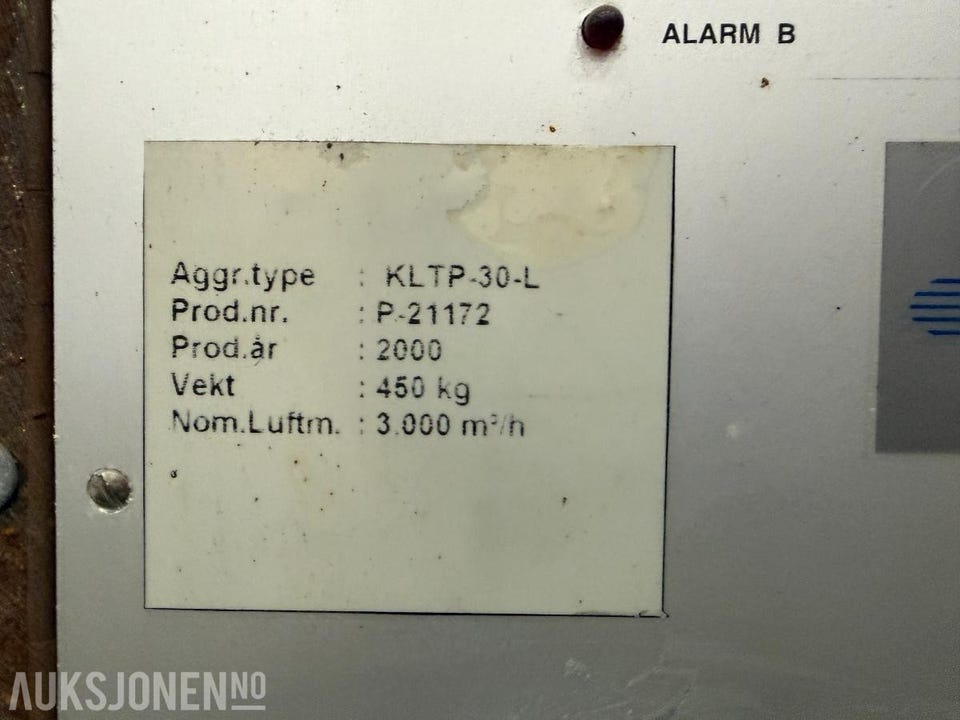 ALARM B
Aggr.type : KLTP-30-L
Prod.nr. : P-21172
Prod.år : 2000
Vekt : 450 kg
Nom.Luftm. : 3.000 m³/h
AUKSJONEN.NO